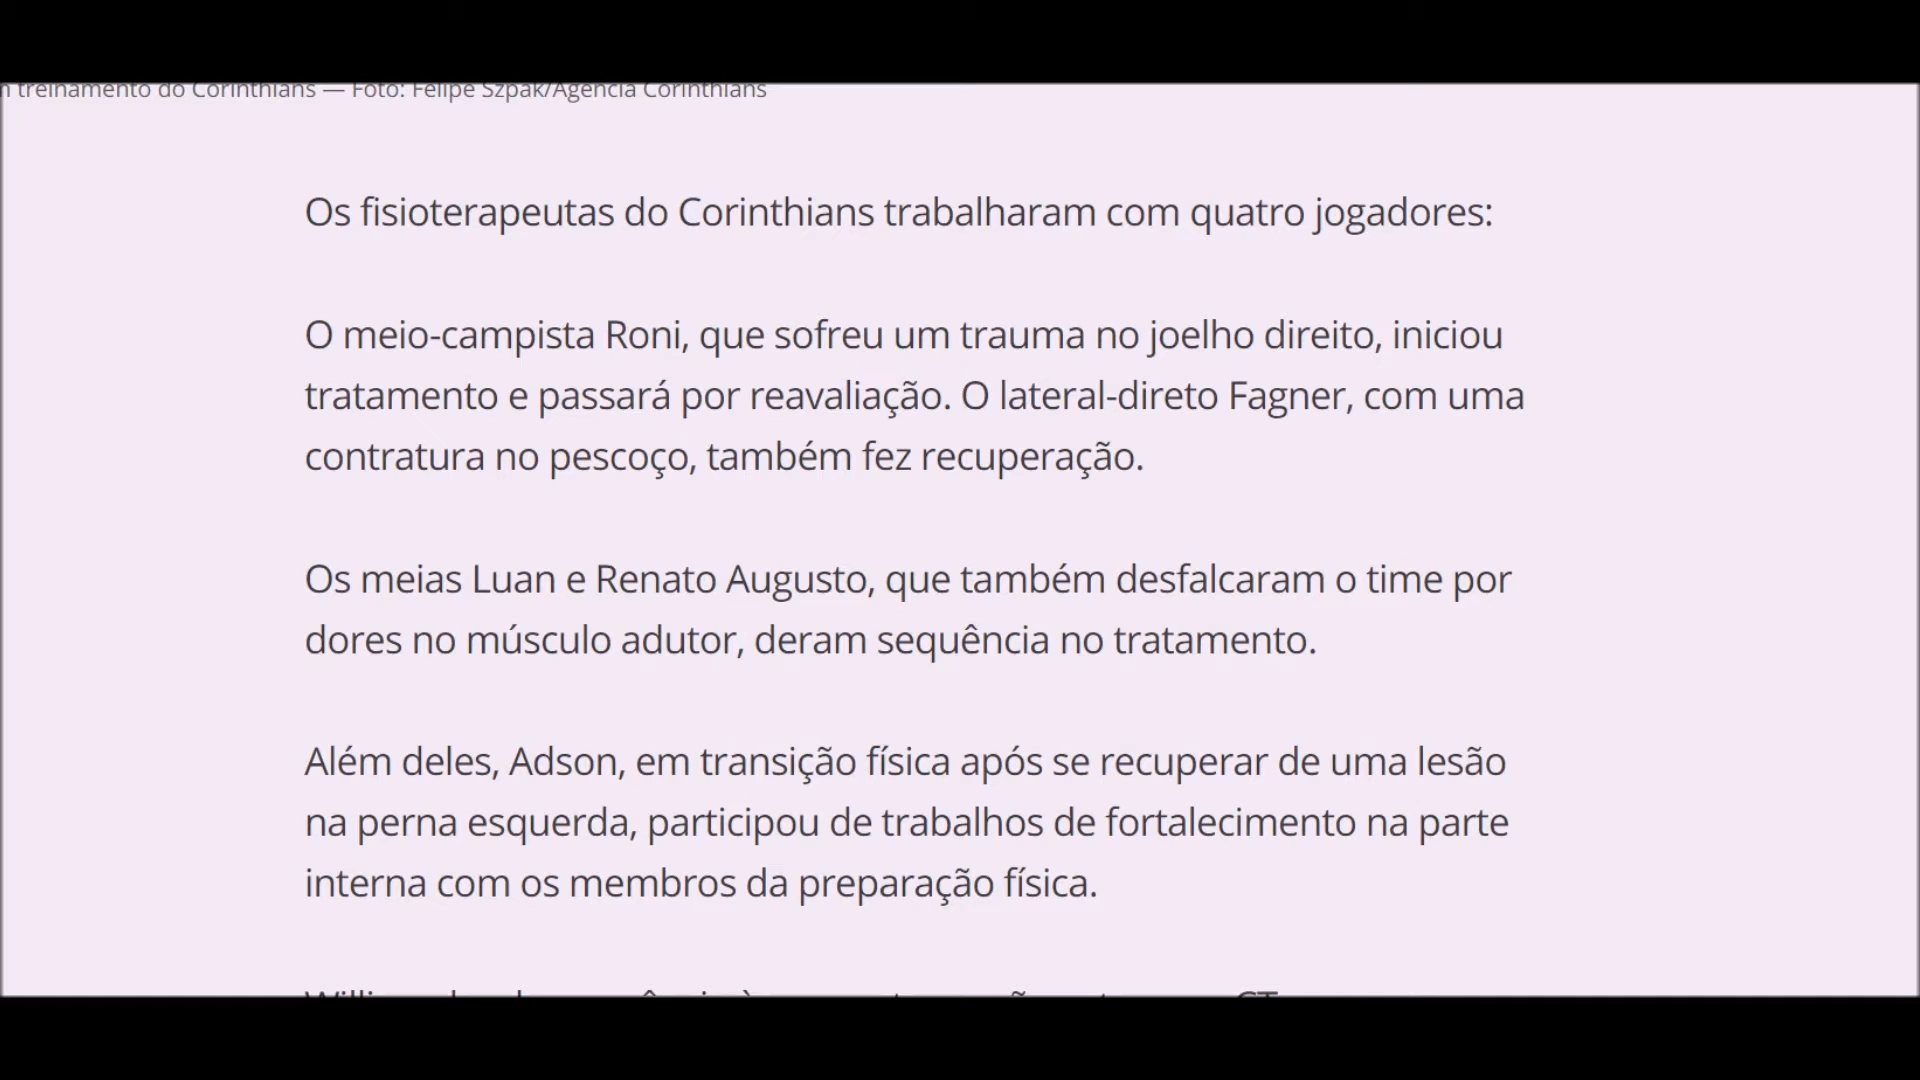 treinamento do Corinthians — Foto: Felipe Szpak/Agência Corinthians
Os fisioterapeutas do Corinthians trabalharam com quatro jogadores:
O meio-campista Roni, que sofreu um trauma no joelho direito, iniciou
tratamento e passará por reavaliação. O lateral-direto Fagner, com uma
contratura no pescoço, também fez recuperação.
Os meias Luan e Renato Augusto, que também desfalcaram o time por
dores no músculo adutor, deram sequência no tratamento.
Além deles, Adson, em transição física após se recuperar de uma lesão
na perna esquerda, participou de trabalhos de fortalecimento na parte
interna com os membros da preparação física.